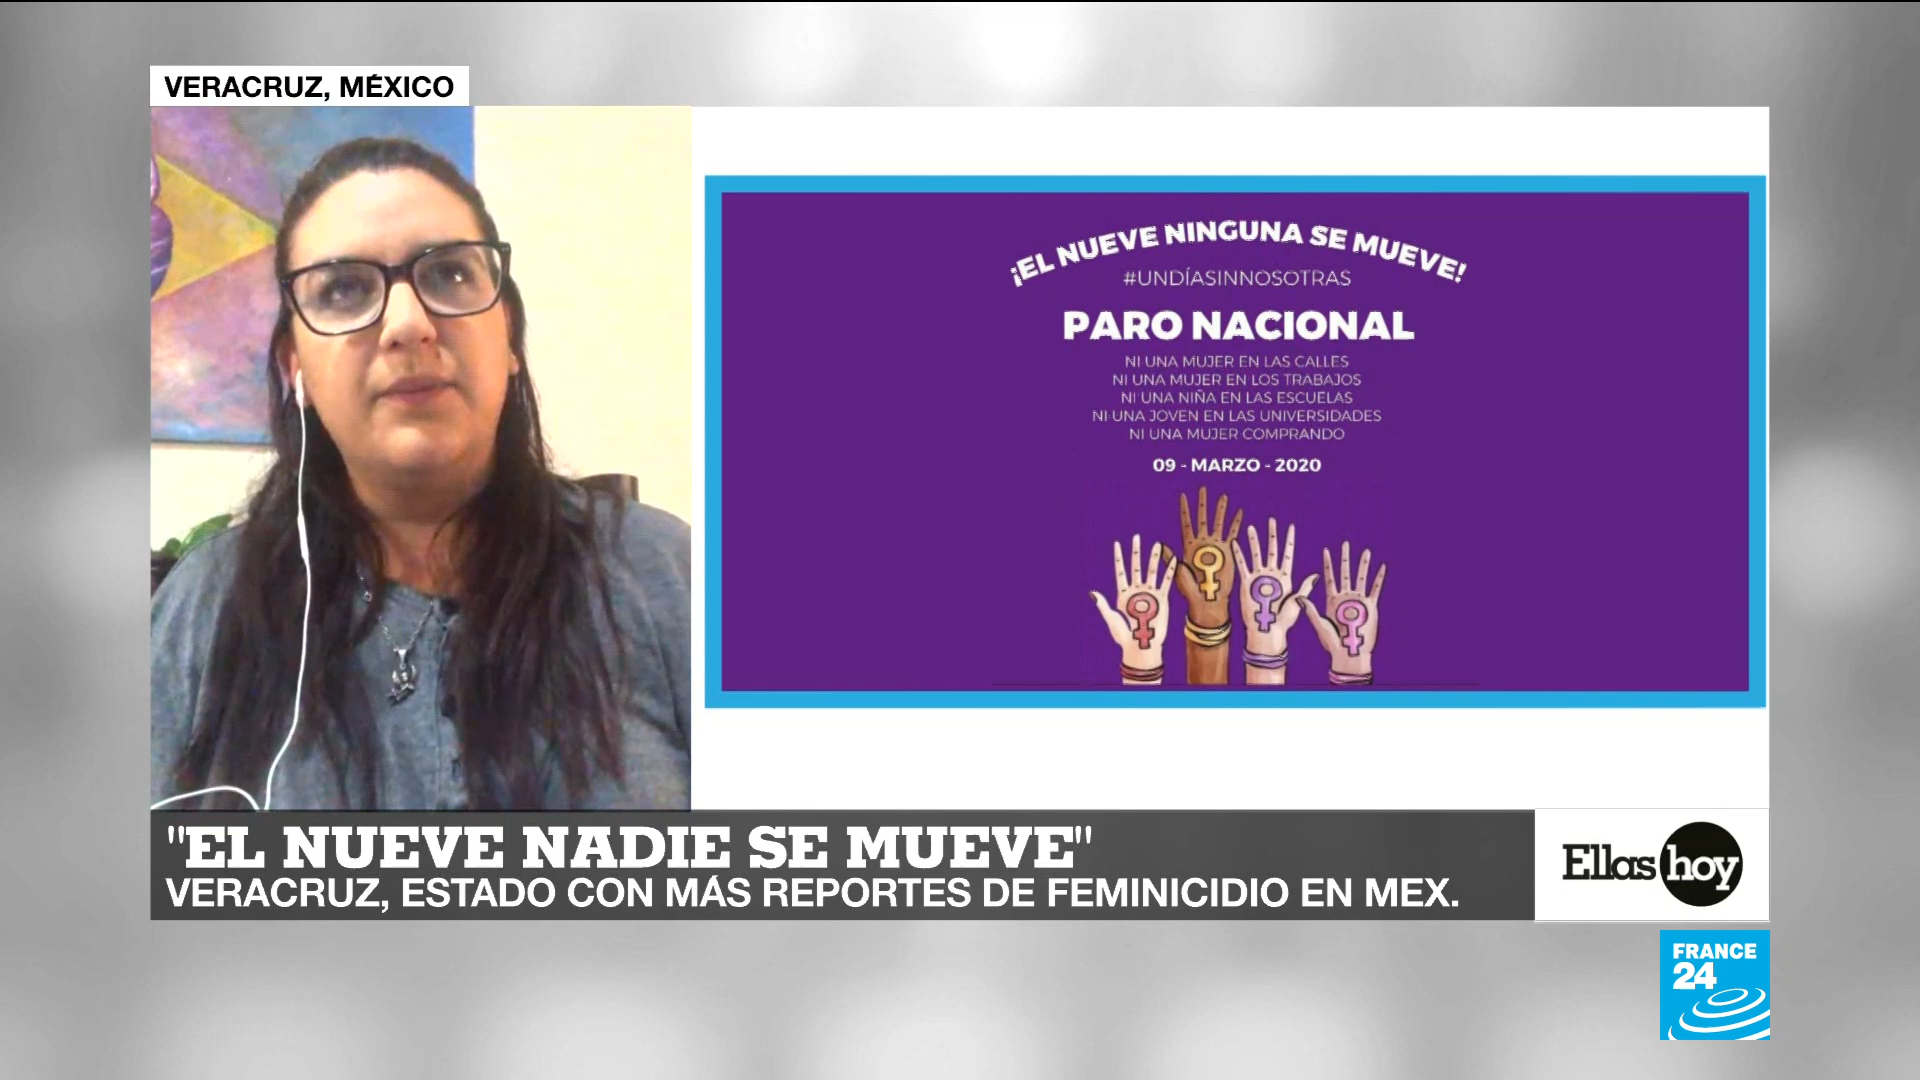 VERACRUZ, MÉXICO
¡EL NUEVE NINGUNA SE MUEVE!
#UNDÍASINNOSOTRAS
PARO NACIONAL
NI UNA MUJER EN LAS CALLES
NI UNA MUJER EN LOS TRABAJOS
NI UNA NIÑA EN LAS ESCUELAS
NI UNA JOVEN EN LAS UNIVERSIDADES
NI UNA MUJER COMPRANDO
09 - MARZO - 2020
"EL NUEVE NADIE SE MUEVE"
VERACRUZ, ESTADO CON MÁS REPORTES DE FEMINICIDIO EN MEX.
Ellas hoy
FRANCE
24